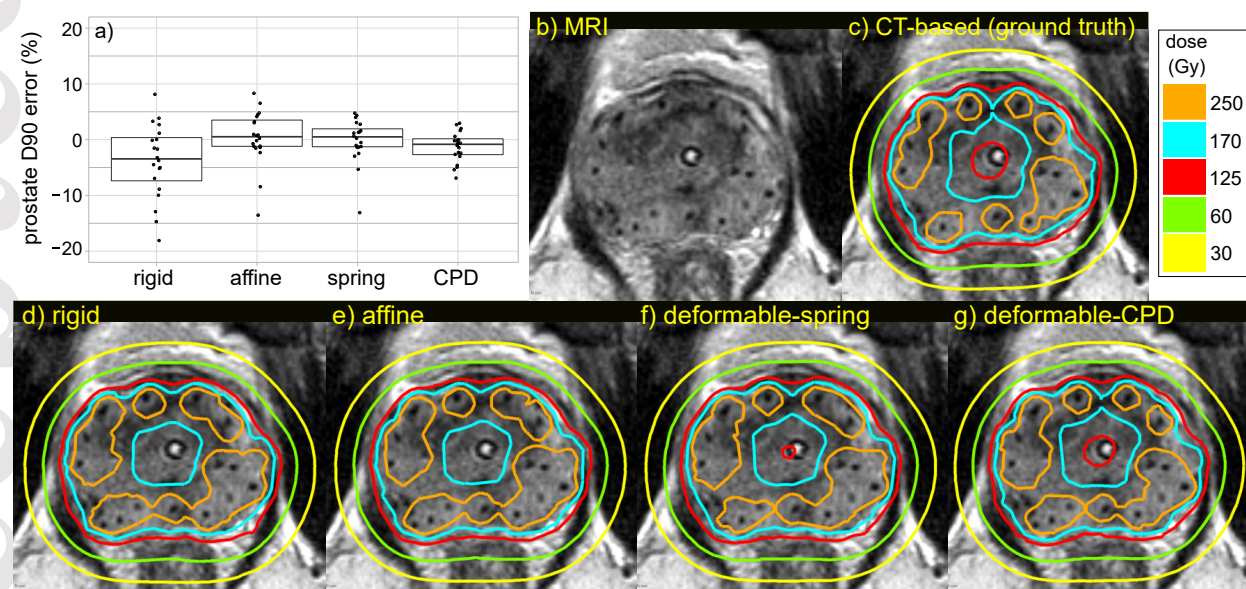 a)
prostate D90 error (%)
20
10
0
−10
−20
rigid
affine
spring
CPD
b) MRI
c) CT-based (ground truth)
dose
(Gy)
250
170
125
60
30
d) rigid
e) affine
f) deformable-spring
g) deformable-CPD